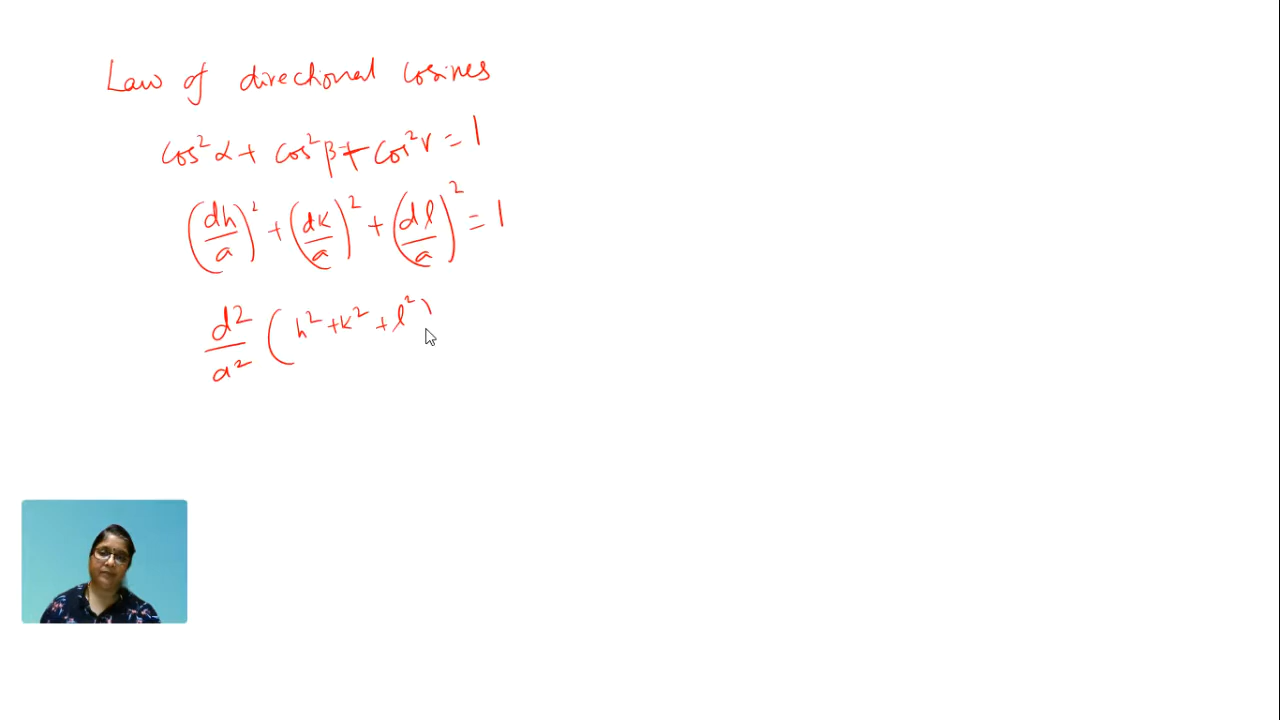 Law of directional cosines
cos²α + cos²β + cos²γ = 1
(dh/a)² + (dk/a)² + (dl/a)² = 1
d²/a² (h² + k² + l²)